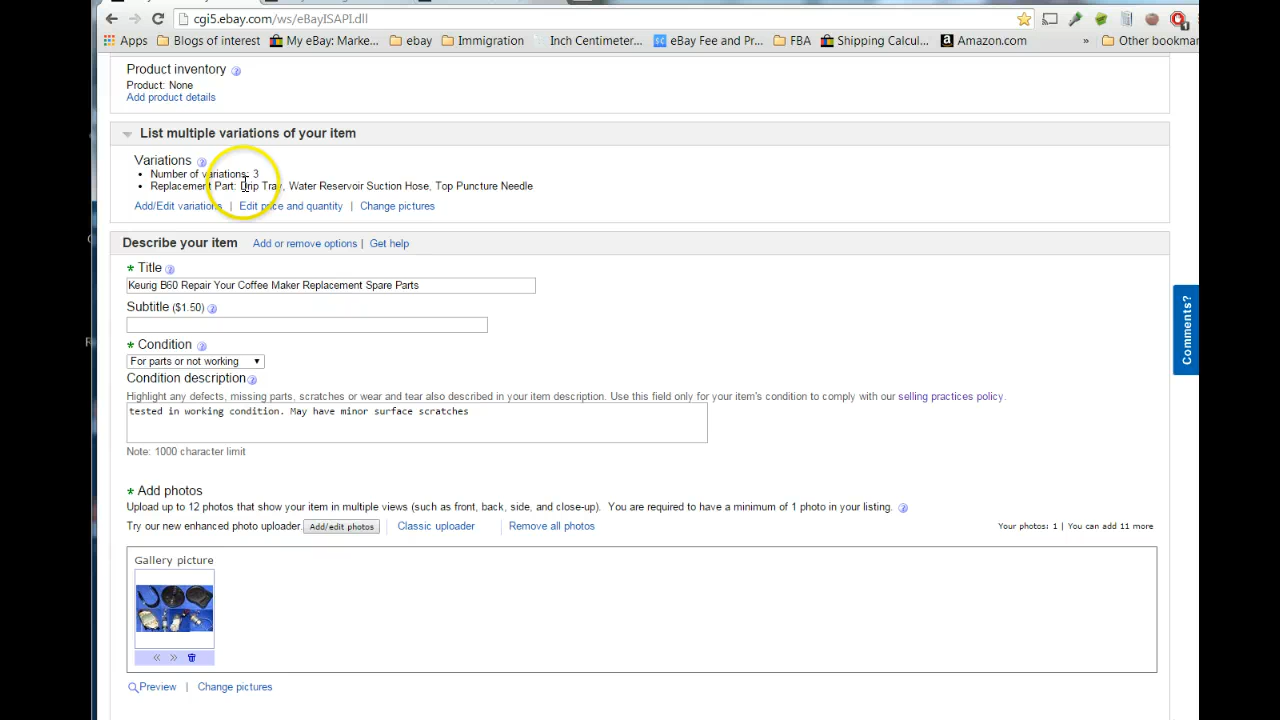 cgi5.ebay.com/ws/eBayISAPI.dll
Apps Blogs of interest My eBay: Marke... ebay Immigration Inch Centimeter... eBay Fee and Pr... FBA Shipping Calcul... Amazon.com » Other bookmar
Product inventory
Product: None
Add product details
List multiple variations of your item
Variations
• Number of variations: 3
• Replacement Part: Drip Tray, Water Reservoir Suction Hose, Top Puncture Needle
Add/Edit variations | Edit price and quantity | Change pictures
Describe your item Add or remove options | Get help
* Title
Keurig B60 Repair Your Coffee Maker Replacement Spare Parts
Subtitle ($1.50)
* Condition
For parts or not working
Condition description
Highlight any defects, missing parts, scratches or wear and tear also described in your item description. Use this field only for your item's condition to comply with our selling practices policy.
tested in working condition. May have minor surface scratches
Note: 1000 character limit
* Add photos
Upload up to 12 photos that show your item in multiple views (such as front, back, side, and close-up). You are required to have a minimum of 1 photo in your listing.
Try our new enhanced photo uploader. Add/edit photos | Classic uploader | Remove all photos Your photos: 1 | You can add 11 more
Gallery picture
Preview | Change pictures
Comments?